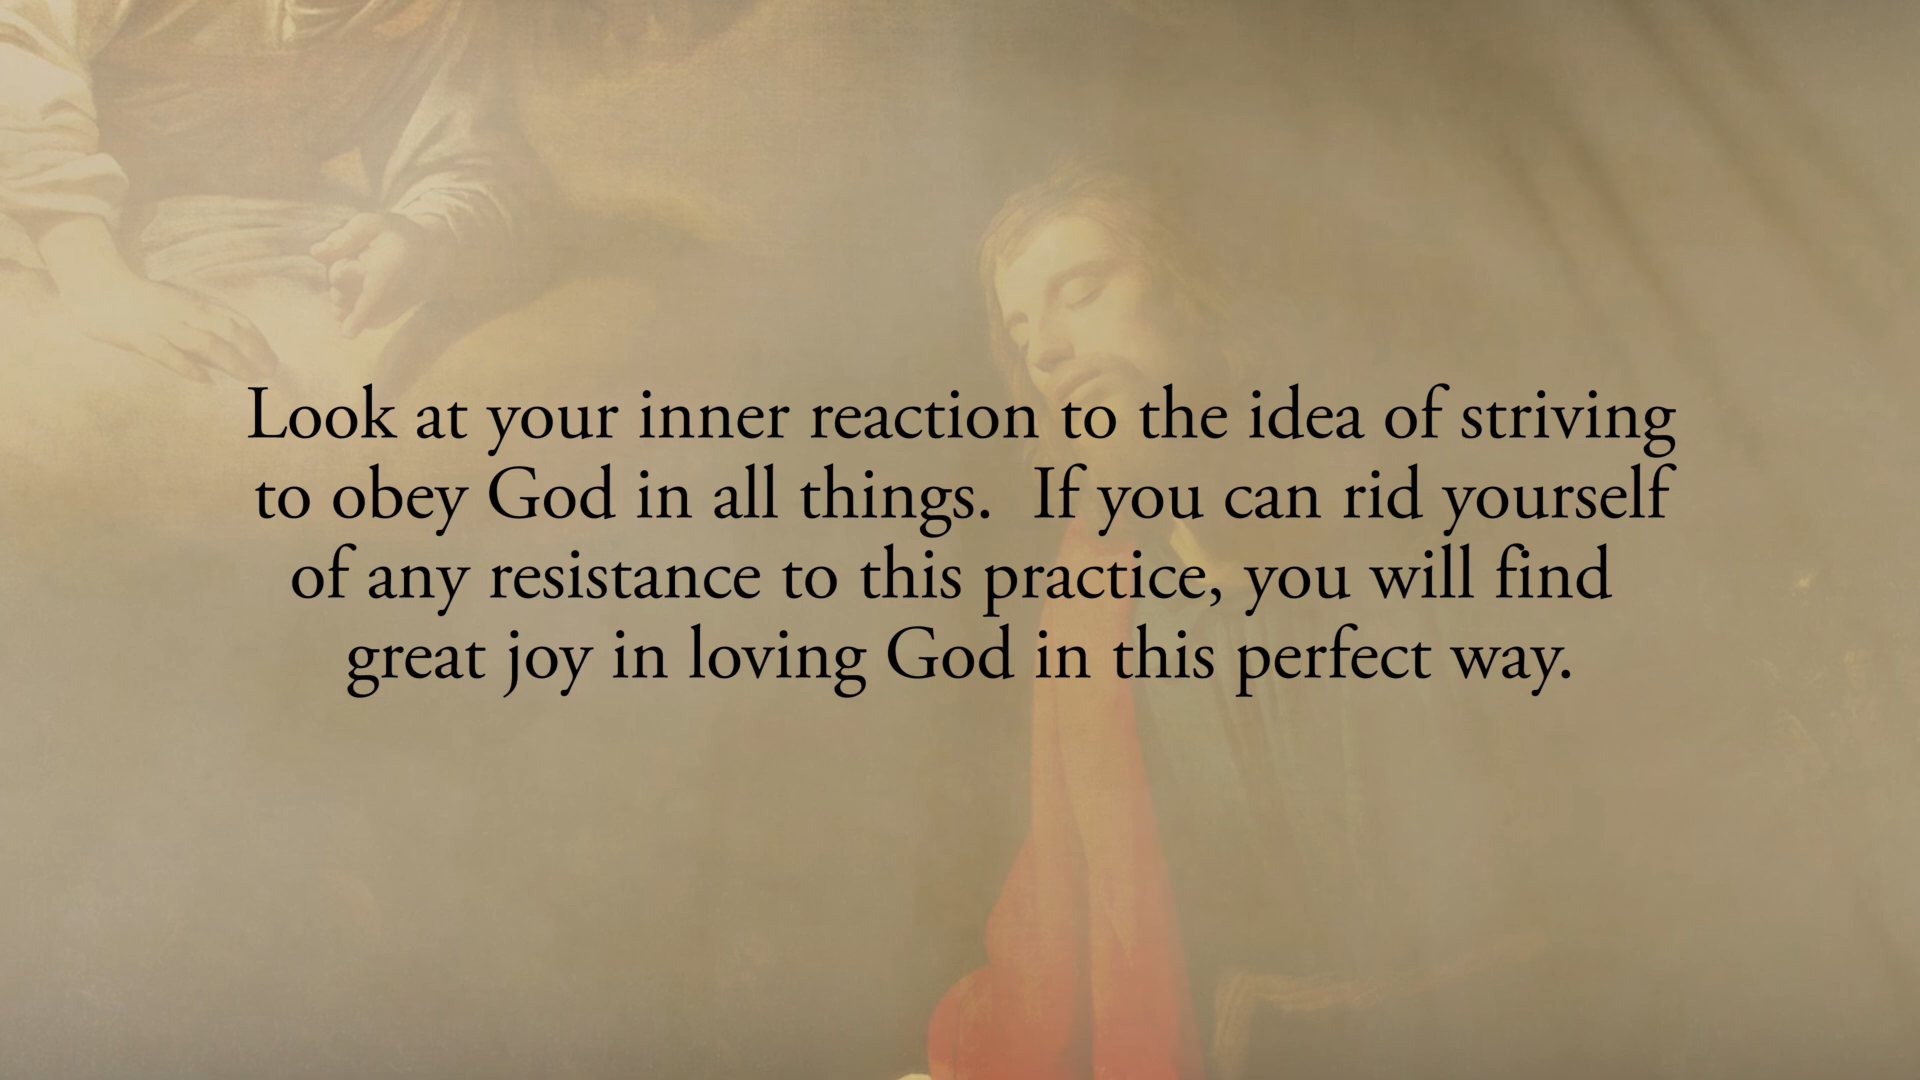 Look at your inner reaction to the idea of striving
to obey God in all things.  If you can rid yourself
of any resistance to this practice, you will find
great joy in loving God in this perfect way.